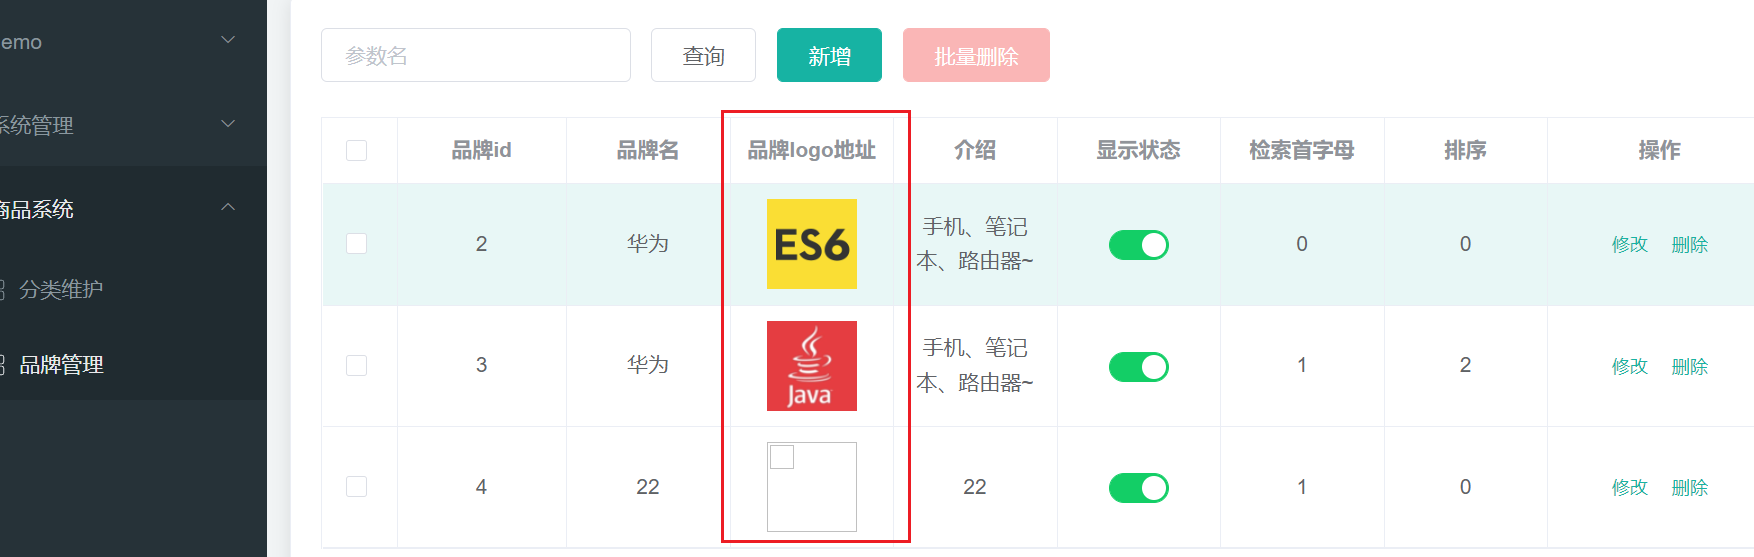 emo
系统管理
商品系统
分类维护
品牌管理
参数名 查询 新增 批量删除
品牌id 品牌名 品牌logo地址 介绍 显示状态 检索首字母 排序 操作
2 华为 ES6 手机、笔记
本、路由器~ 0 0 修改 删除
3 华为 Java 手机、笔记
本、路由器~ 1 2 修改 删除
4 22 22 1 0 修改 删除